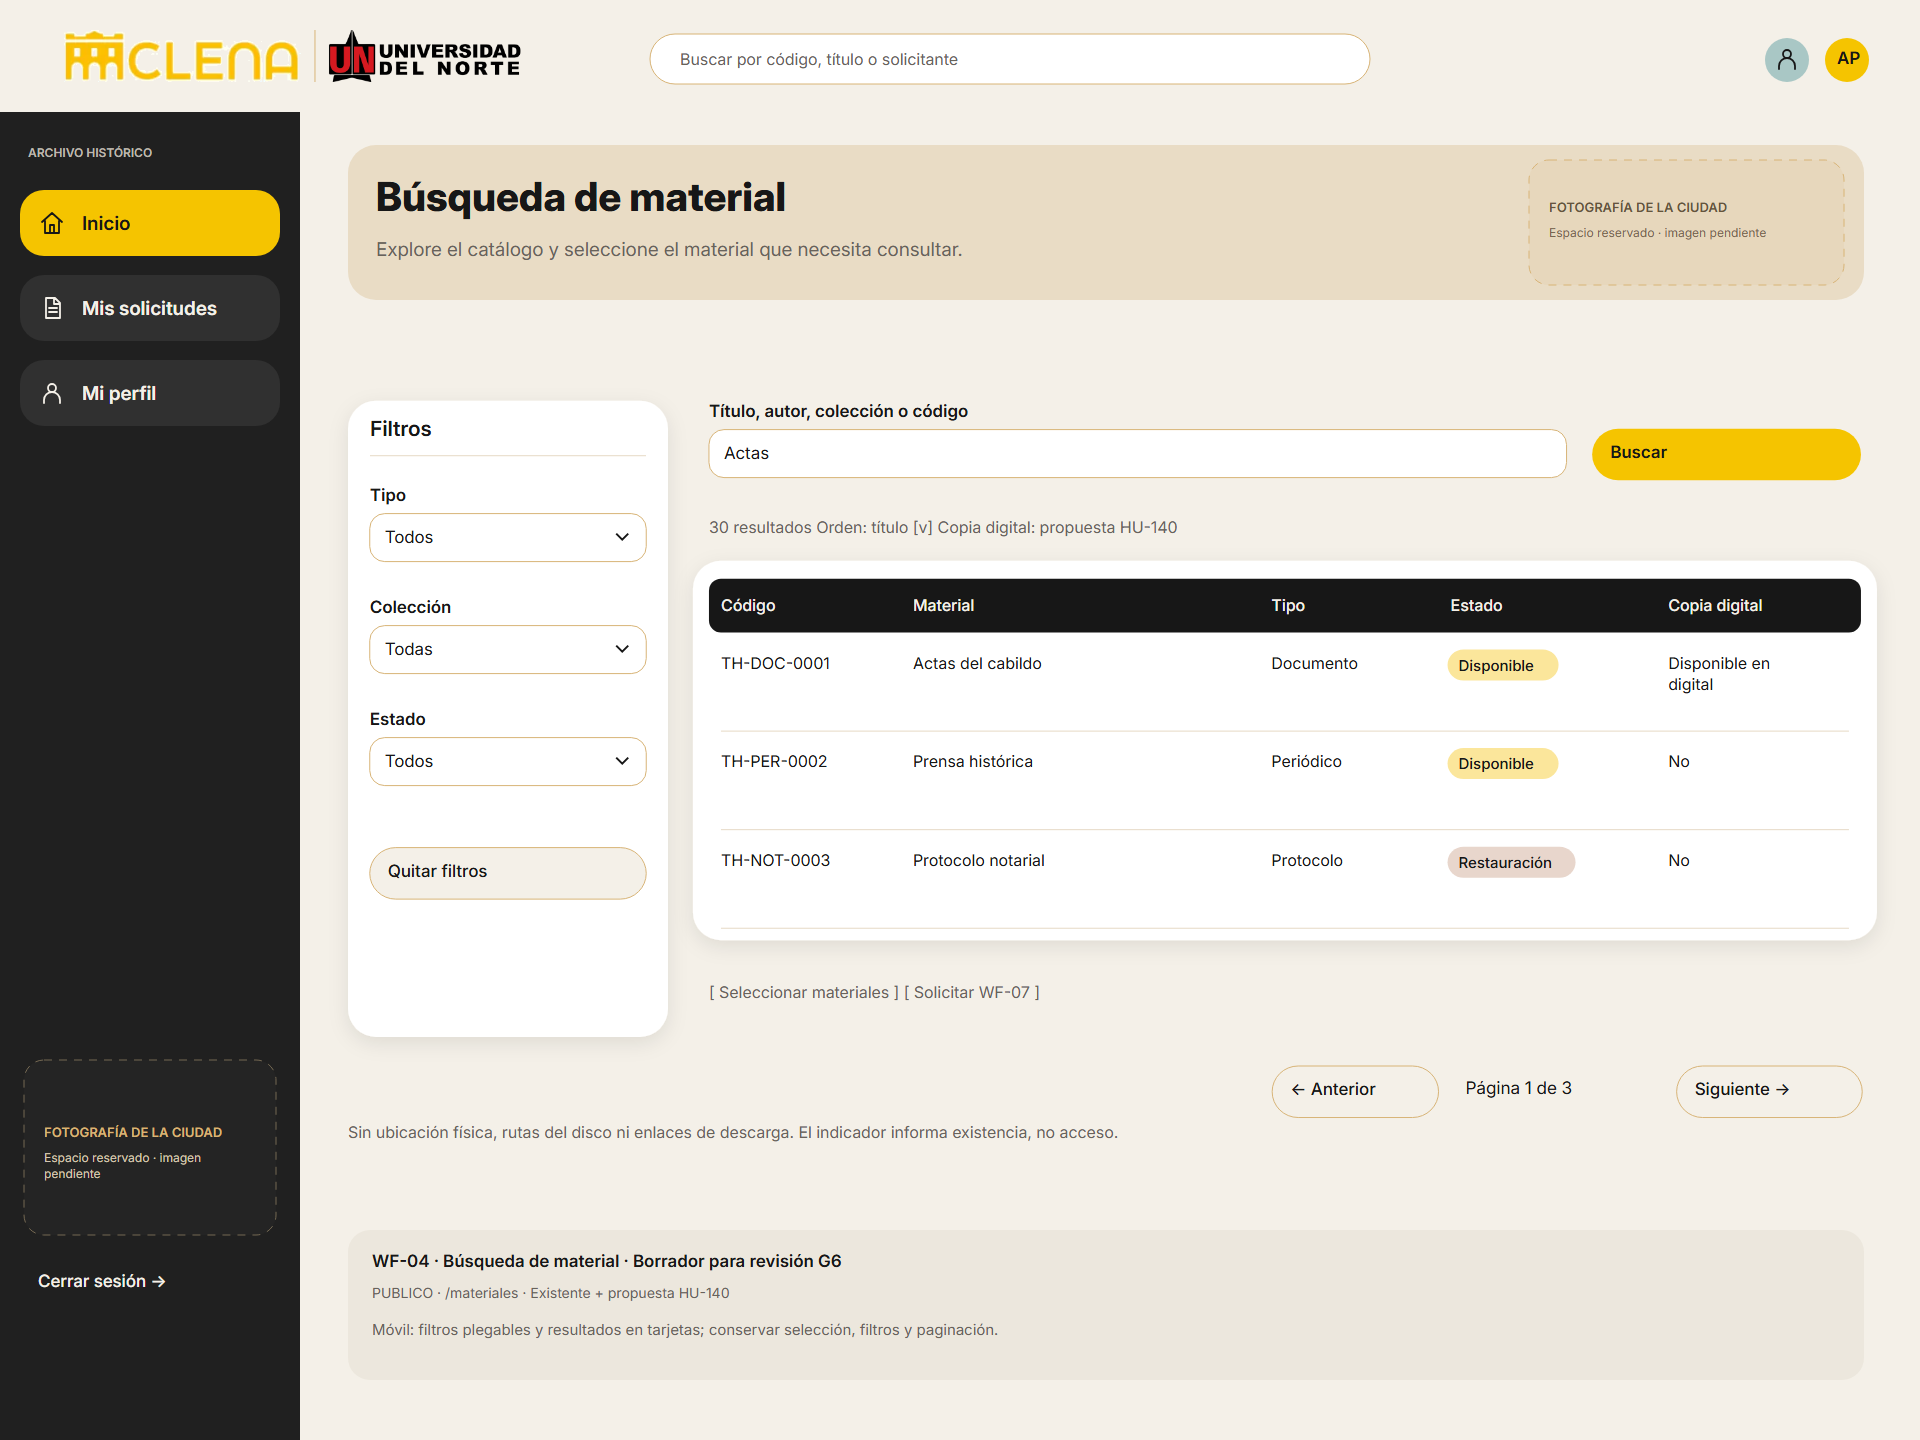 CLENA
UNIVERSIDAD
DEL NORTE
UN
Buscar por código, título o solicitante
AP
ARCHIVO HISTÓRICO
Inicio
Mis solicitudes
Mi perfil
FOTOGRAFÍA DE LA CIUDAD
Espacio reservado · imagen
pendiente
Cerrar sesión →
Búsqueda de material
Explore el catálogo y seleccione el material que necesita consultar.
FOTOGRAFÍA DE LA CIUDAD
Espacio reservado · imagen pendiente
Filtros
Tipo
Todos
Colección
Todas
Estado
Todos
Quitar filtros
Título, autor, colección o código
Actas
Buscar
30 resultados Orden: título [v] Copia digital: propuesta HU-140
Código Material Tipo Estado Copia digital
TH-DOC-0001 Actas del cabildo Documento Disponible Disponible en
digital
TH-PER-0002 Prensa histórica Periódico Disponible No
TH-NOT-0003 Protocolo notarial Protocolo Restauración No
[ Seleccionar materiales ] [ Solicitar WF-07 ]
← Anterior Página 1 de 3 Siguiente →
Sin ubicación física, rutas del disco ni enlaces de descarga. El indicador informa existencia, no acceso.
WF-04 · Búsqueda de material · Borrador para revisión G6
PUBLICO · /materiales · Existente + propuesta HU-140
Móvil: filtros plegables y resultados en tarjetas; conservar selección, filtros y paginación.